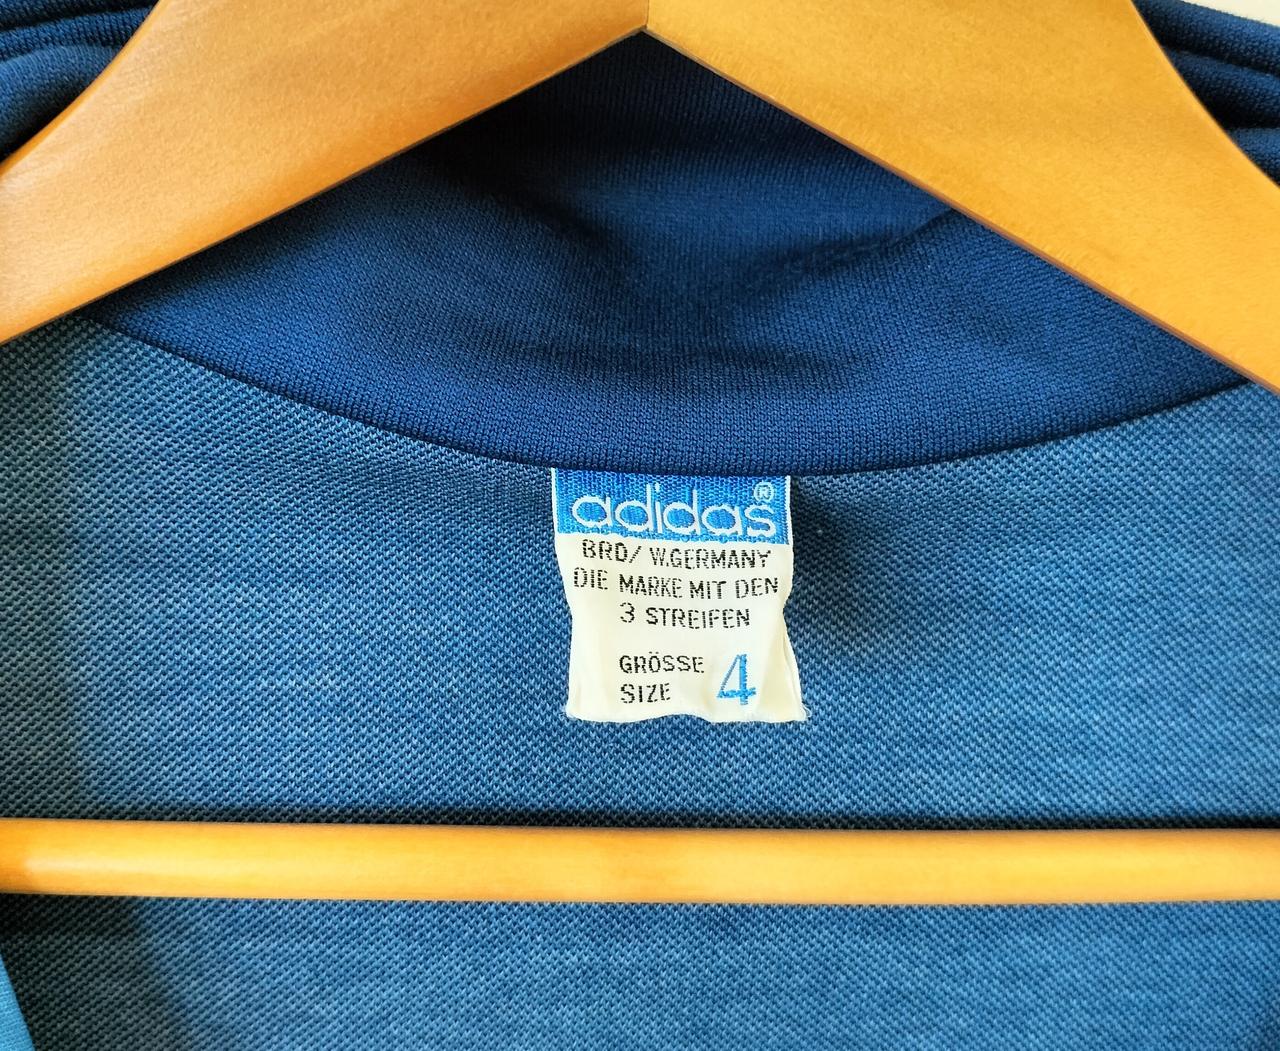 adidas®
BRD/ W.GERMANY
DIE MARKE MIT DEN
3 STREIFEN
GRÖSSE
SIZE 4